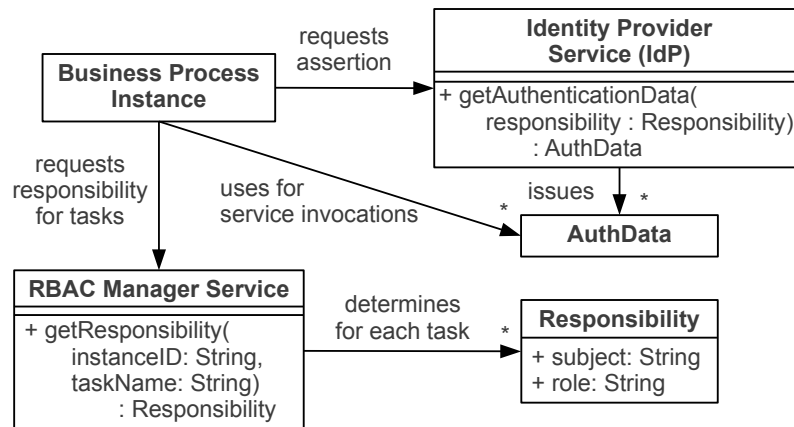 requests
assertion
Identity Provider
Service (IdP)
Business Process
Instance
+ getAuthenticationData(
responsibility : Responsibility)
: AuthData
requests
responsibility
for tasks
uses for
service invocations
*
issues
*
AuthData
RBAC Manager Service
+ getResponsibility(
instanceID: String,
taskName: String)
: Responsibility
determines
for each task
*
Responsibility
+ subject: String
+ role: String